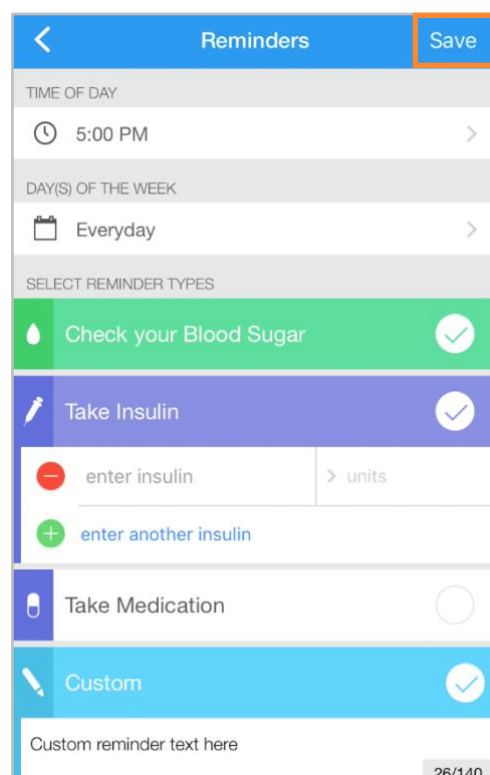 Reminders Save
TIME OF DAY
5:00 PM
DAY(S) OF THE WEEK
Everyday
SELECT REMINDER TYPES
Check your Blood Sugar
Take Insulin
enter insulin units
enter another insulin
Take Medication
Custom
Custom reminder text here
26/140